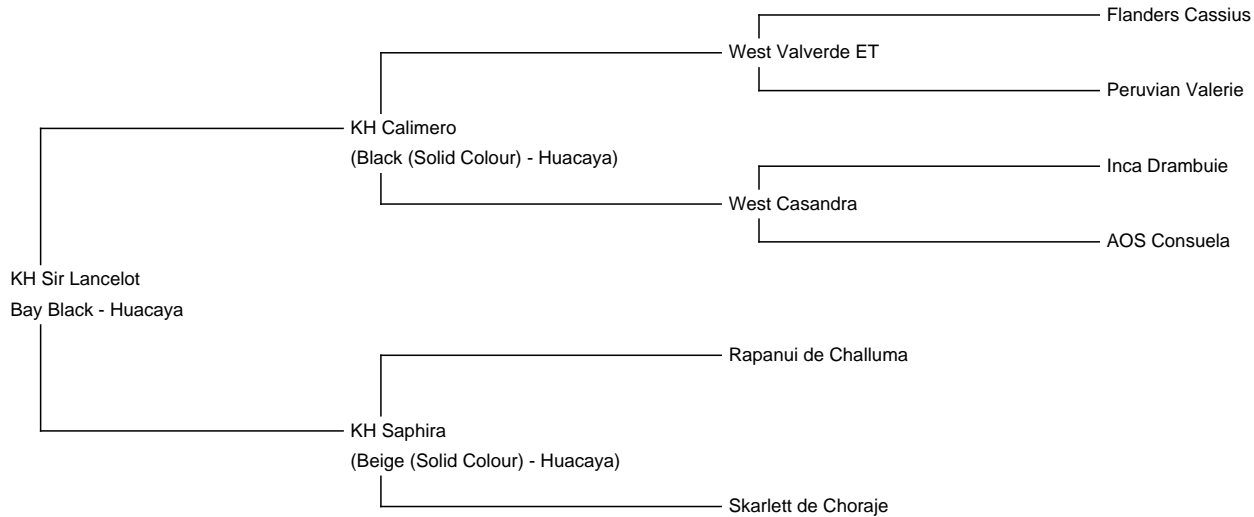 Flanders Cassius
West Valverde ET
Peruvian Valerie
KH Calimero
(Black (Solid Colour) - Huacaya)
Inca Drambuie
West Casandra
AOS Consuela
KH Sir Lancelot
Bay Black - Huacaya
Rapanui de Challuma
KH Saphira
(Beige (Solid Colour) - Huacaya)
Skarlett de Choraje